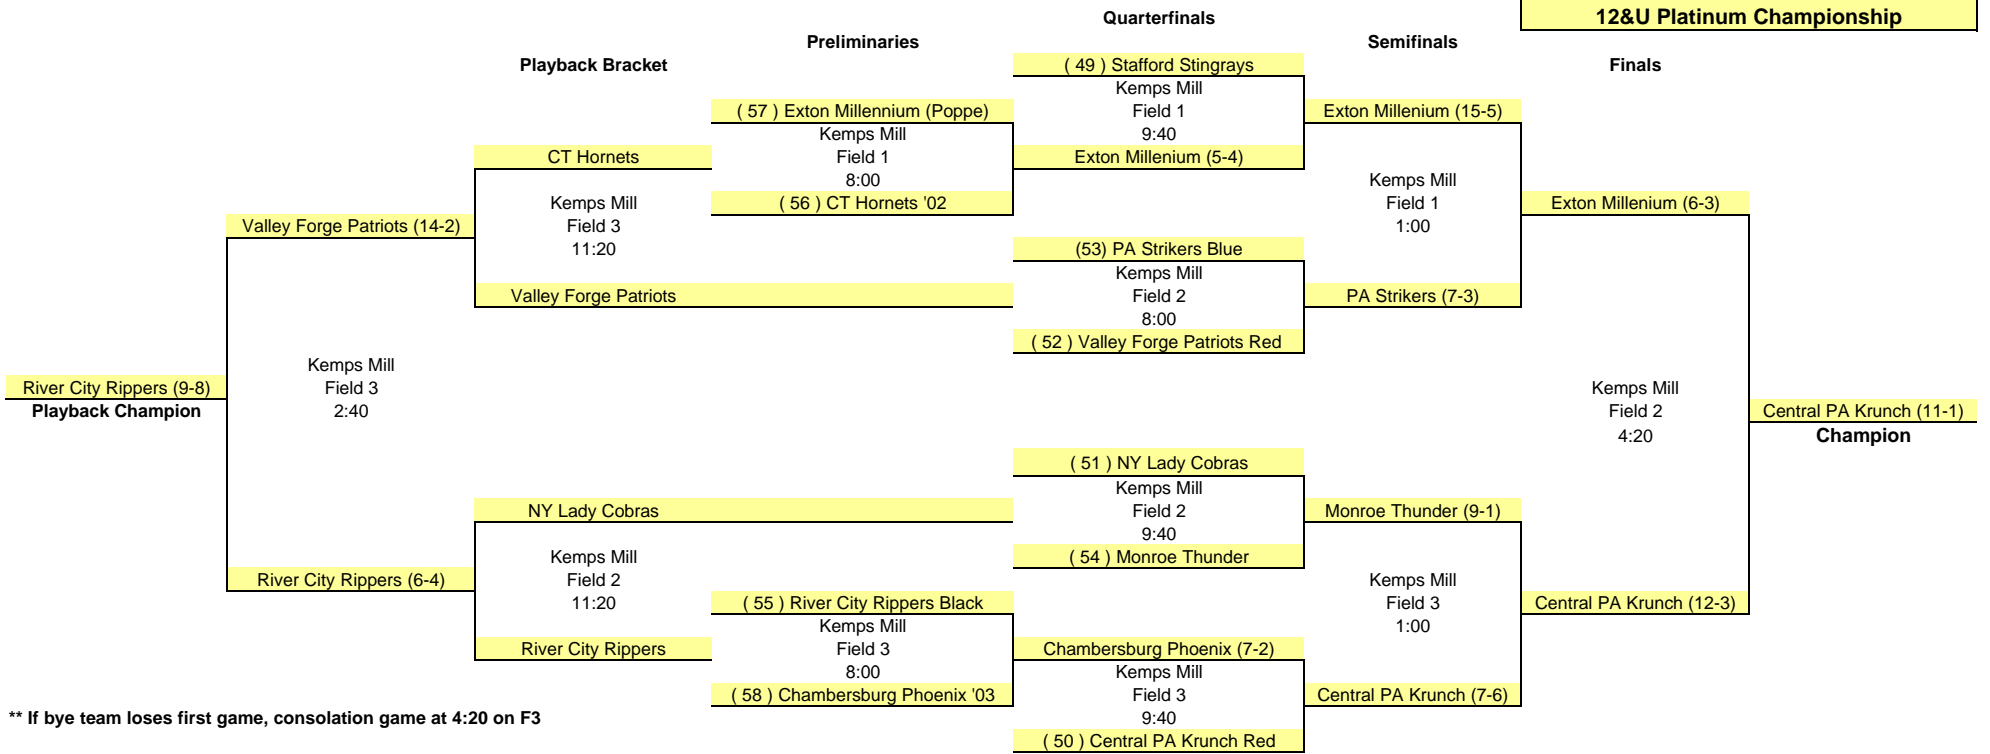 12&U Platinum Championship
Quarterfinals
Preliminaries
Semifinals
Playback Bracket
Finals
( 49 ) Stafford Stingrays
Kemps Mill
Field 1
9:40
( 57 ) Exton Millennium (Poppe)
Exton Millenium (15-5)
Kemps Mill
Field 1
8:00
CT Hornets
Exton Millenium (5-4)
Kemps Mill
Field 3
11:20
( 56 ) CT Hornets '02
Kemps Mill
Field 1
1:00
Exton Millenium (6-3)
Valley Forge Patriots (14-2)
(53) PA Strikers Blue
Kemps Mill
Field 2
8:00
Valley Forge Patriots
PA Strikers (7-3)
( 52 ) Valley Forge Patriots Red
Kemps Mill
Field 3
2:40
River City Rippers (9-8)
Playback Champion
Kemps Mill
Field 2
4:20
Central PA Krunch (11-1)
Champion
( 51 ) NY Lady Cobras
Kemps Mill
Field 2
9:40
NY Lady Cobras
Monroe Thunder (9-1)
( 54 ) Monroe Thunder
Kemps Mill
Field 2
11:20
River City Rippers (6-4)
Kemps Mill
Field 3
1:00
( 55 ) River City Rippers Black
Central PA Krunch (12-3)
Kemps Mill
Field 3
8:00
River City Rippers
Chambersburg Phoenix (7-2)
Kemps Mill
Field 3
9:40
( 58 ) Chambersburg Phoenix '03
Central PA Krunch (7-6)
** If bye team loses first game, consolation game at 4:20 on F3
( 50 ) Central PA Krunch Red